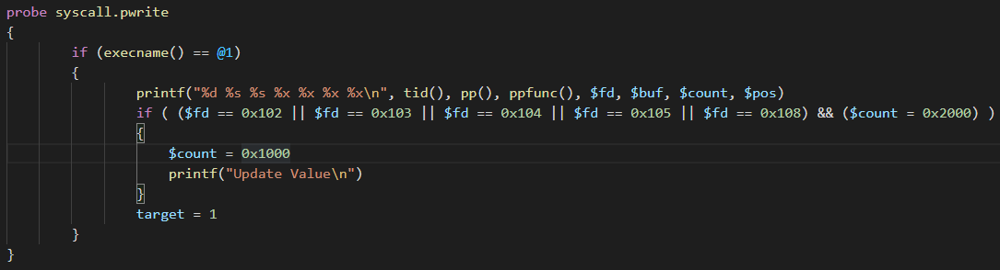 probe syscall.pwrite
{
if (execname() == @1)
{
printf("%d %s %s %x %x %x %x\n", tid(), pp(), ppfunc(), $fd, $buf, $count, $pos)
if ( ($fd == 0x102 || $fd == 0x103 || $fd == 0x104 || $fd == 0x105 || $fd == 0x108) && ($count = 0x2000) )
{
$count = 0x1000
printf("Update Value\n")
}
target = 1
}
}